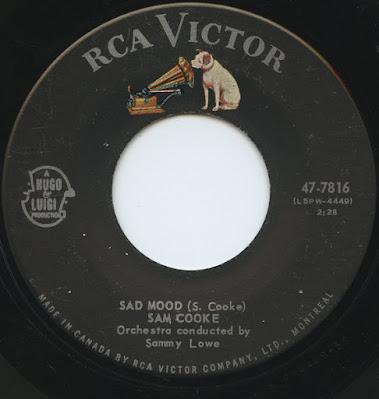 RCA VICTOR
A
HUGO
&
LUIGI
PRODUCTION
47-7816
(L5PW-4449)
2:28
SAD MOOD (S. Cooke)
SAM COOKE
Orchestra conducted by
Sammy Lowe
MADE IN CANADA BY RCA VICTOR COMPANY, LTD., MONTREAL